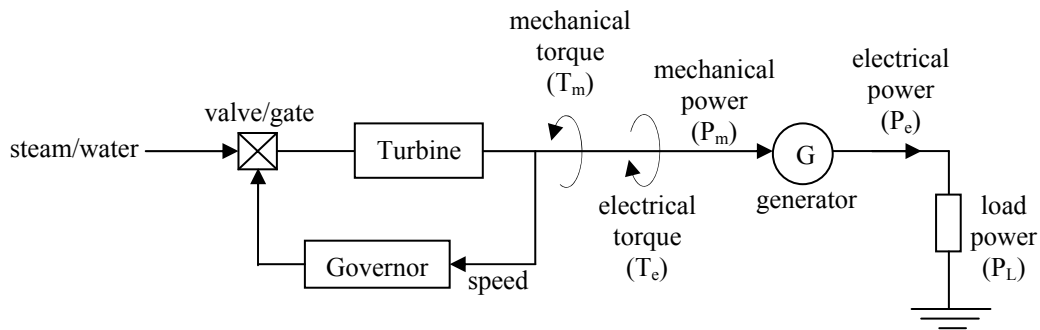 mechanical
torque
(Tₘ)
mechanical
power
(Pₘ)
electrical
power
(Pₑ)
valve/gate
steam/water
Turbine
G
generator
electrical
torque
(Tₑ)
load
power
(P_L)
Governor
speed